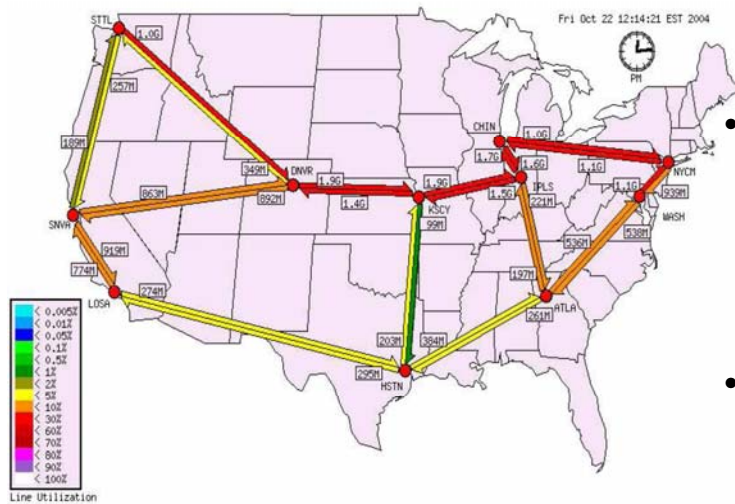 STTL
Fri Oct 22 12:14:21 EST 2004
1.0G
PM
257M
CHIN
189M
1.0G
1.7G
349M
DNVR
1.6G
1.1G
NYCM
1.9G
1.9G
IPLS
1.1G
939M
863M
892M
1.4G
KSCY
1.5G
221M
WASH
SNVA
99M
538M
919M
536M
774M
197M
LOSA
274M
ATLA
261M
< 0.005%
< 0.01%
< 0.05%
< 0.1%
< 0.5%
< 1%
< 2%
< 5%
< 10%
< 30%
< 60%
< 70%
< 80%
< 90%
< 100%
203M
384M
295M
HSTN
Line Utilization